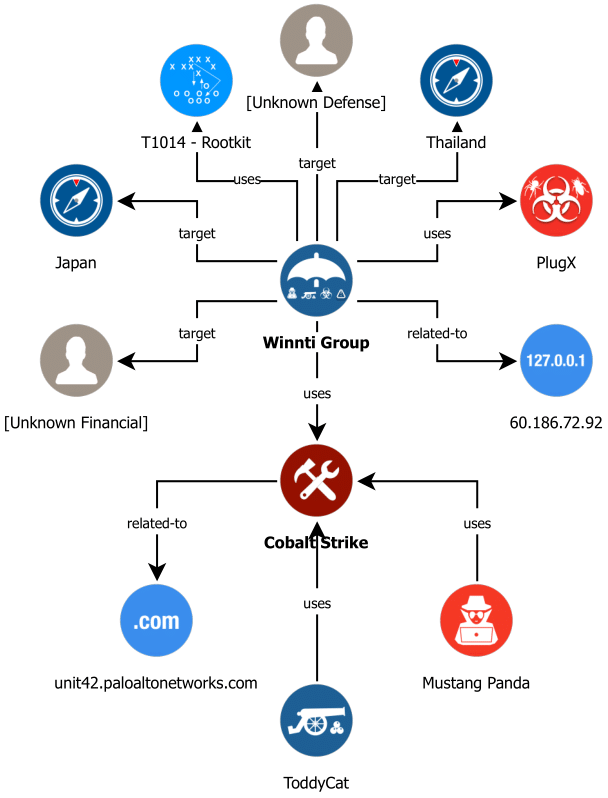 [Unknown Defense]
T1014 - Rootkit
Thailand
target
uses
target
target
uses
Japan
PlugX
Winnti Group
target
related-to
127.0.0.1
[Unknown Financial]
60.186.72.92
uses
Cobalt Strike
related-to
uses
.com
uses
unit42.paloaltonetworks.com
Mustang Panda
ToddyCat